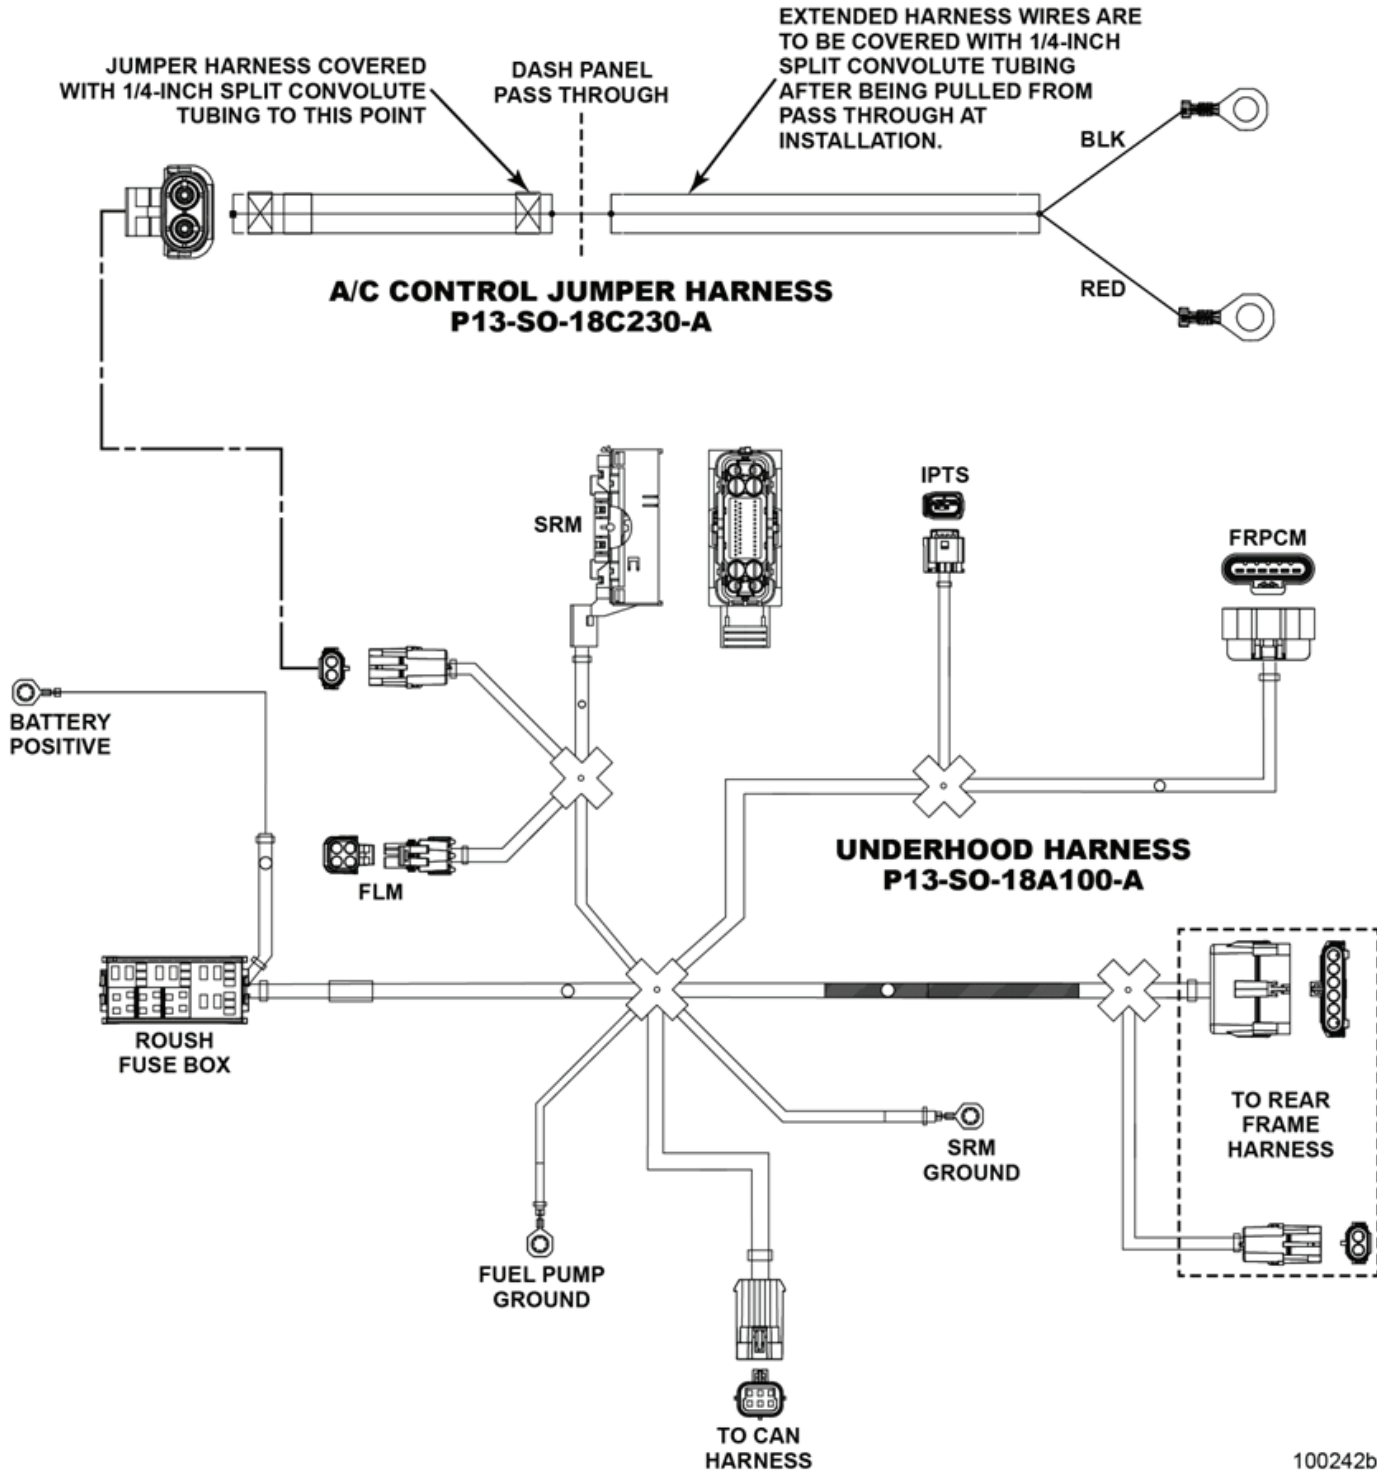 EXTENDED HARNESS WIRES ARE
TO BE COVERED WITH 1/4-INCH
SPLIT CONVOLUTE TUBING
AFTER BEING PULLED FROM
PASS THROUGH AT
INSTALLATION.
JUMPER HARNESS COVERED
WITH 1/4-INCH SPLIT CONVOLUTE
TUBING TO THIS POINT
DASH PANEL
PASS THROUGH
BLK
RED
A/C CONTROL JUMPER HARNESS
P13-SO-18C230-A
SRM
IPTS
FRPCM
BATTERY
POSITIVE
FLM
UNDERHOOD HARNESS
P13-SO-18A100-A
ROUSH
FUSE BOX
TO REAR
FRAME
HARNESS
SRM
GROUND
FUEL PUMP
GROUND
TO CAN
HARNESS
100242b